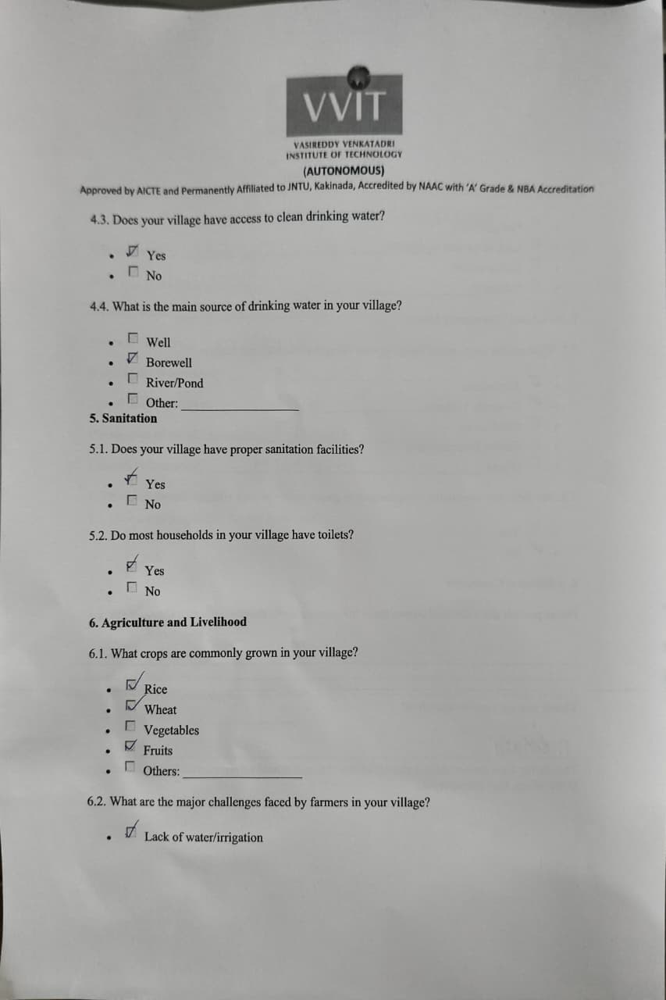 VVIT
VASIREDDY VENKATADRI
INSTITUTE OF TECHNOLOGY
(AUTONOMOUS)
Approved by AICTE and Permanently Affiliated to JNTU, Kakinada, Accredited by NAAC with 'A' Grade & NBA Accreditation
4.3. Does your village have access to clean drinking water?
• ☑ Yes
• ☐ No
4.4. What is the main source of drinking water in your village?
• ☐ Well
• ☑ Borewell
• ☐ River/Pond
• ☐ Other: ____________________
5. Sanitation
5.1. Does your village have proper sanitation facilities?
• ☑ Yes
• ☐ No
5.2. Do most households in your village have toilets?
• ☑ Yes
• ☐ No
6. Agriculture and Livelihood
6.1. What crops are commonly grown in your village?
• ☑ Rice
• ☑ Wheat
• ☐ Vegetables
• ☑ Fruits
• ☐ Others: ____________________
6.2. What are the major challenges faced by farmers in your village?
• ☑ Lack of water/irrigation